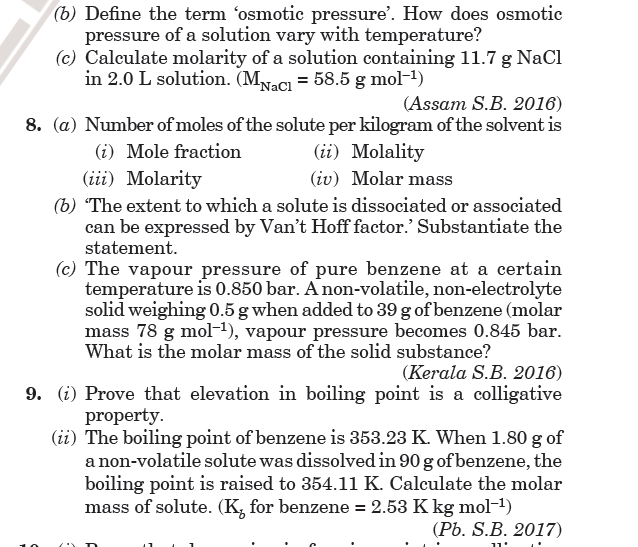 (b) Define the term ‘osmotic pressure’. How does osmotic
pressure of a solution vary with temperature?
(c) Calculate molarity of a solution containing 11.7 g NaCl
in 2.0 L solution. (M_NaCl = 58.5 g mol⁻¹)
(Assam S.B. 2016)
8. (a) Number of moles of the solute per kilogram of the solvent is
(i) Mole fraction (ii) Molality
(iii) Molarity (iv) Molar mass
(b) ‘The extent to which a solute is dissociated or associated
can be expressed by Van’t Hoff factor.’ Substantiate the
statement.
(c) The vapour pressure of pure benzene at a certain
temperature is 0.850 bar. A non-volatile, non-electrolyte
solid weighing 0.5 g when added to 39 g of benzene (molar
mass 78 g mol⁻¹), vapour pressure becomes 0.845 bar.
What is the molar mass of the solid substance?
(Kerala S.B. 2016)
9. (i) Prove that elevation in boiling point is a colligative
property.
(ii) The boiling point of benzene is 353.23 K. When 1.80 g of
a non-volatile solute was dissolved in 90 g of benzene, the
boiling point is raised to 354.11 K. Calculate the molar
mass of solute. (K_b for benzene = 2.53 K kg mol⁻¹)
(Pb. S.B. 2017)